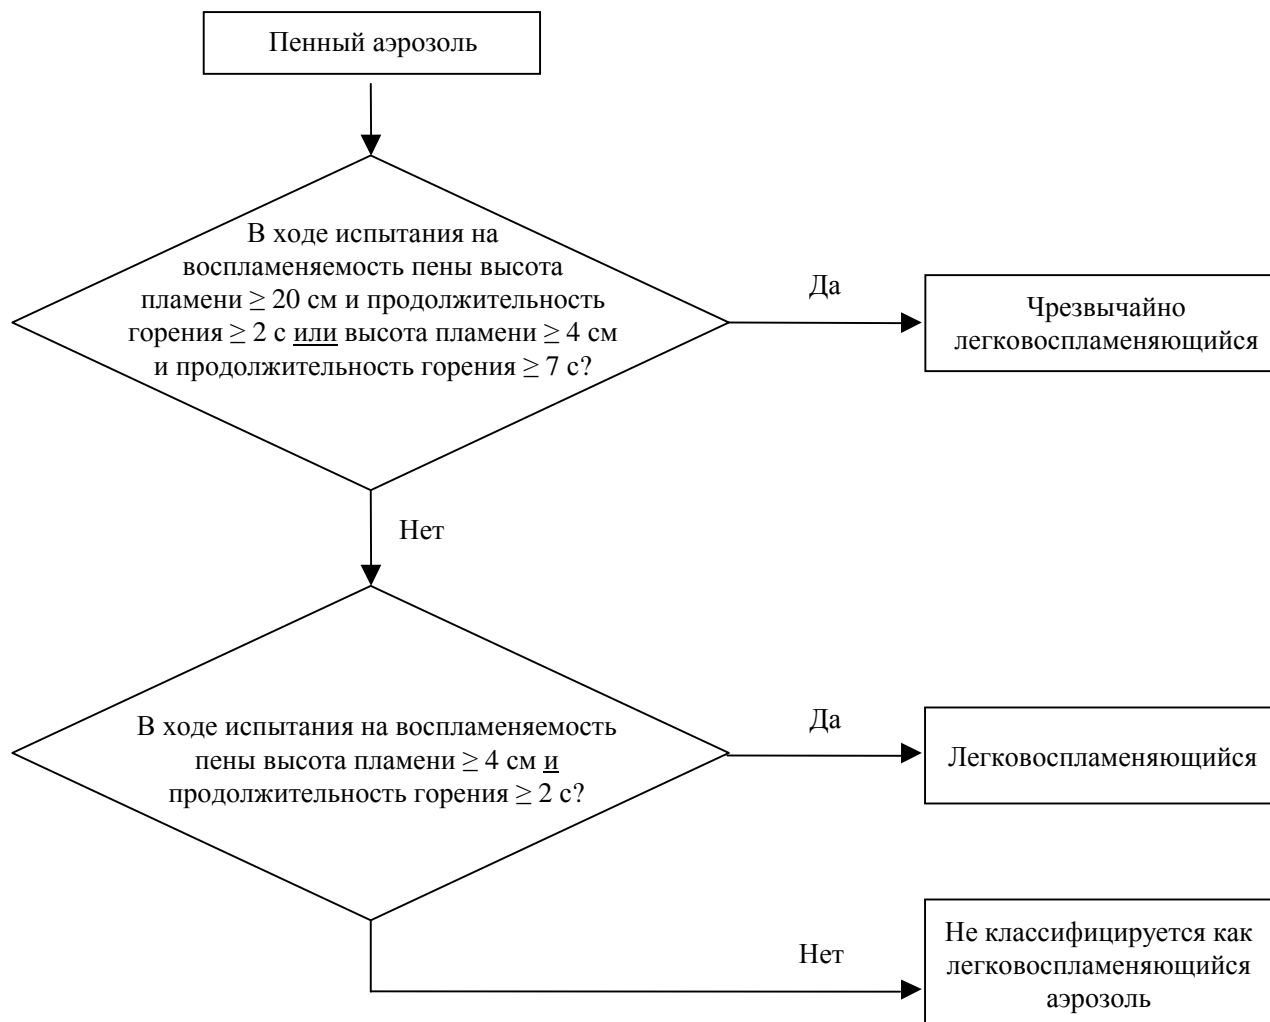 Пенный аэрозоль
В ходе испытания на
воспламеняемость пены высота
пламени ≥ 20 см и продолжительность
горения ≥ 2 с или высота пламени ≥ 4 см
и продолжительность горения ≥ 7 с?
Да
Чрезвычайно
легковоспламеняющийся
Нет
В ходе испытания на воспламеняемость
пены высота пламени ≥ 4 см и
продолжительность горения ≥ 2 с?
Да
Легковоспламеняющийся
Нет
Не классифицируется как
легковоспламеняющийся
аэрозоль